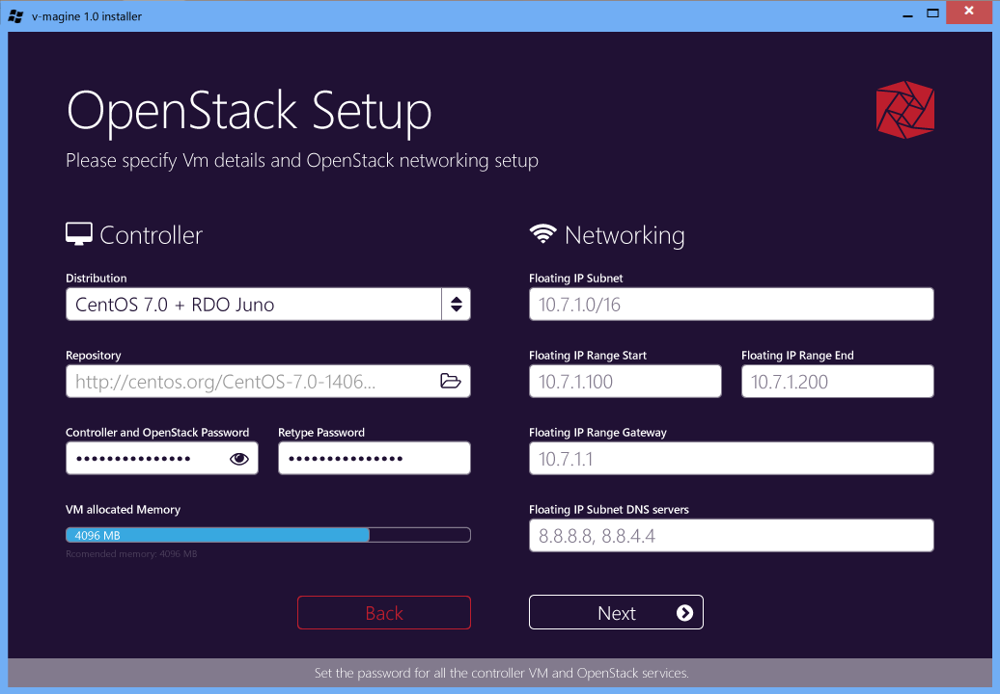 v-magine 1.0 installer
OpenStack Setup
Please specify Vm details and OpenStack networking setup
Controller
Distribution
CentOS 7.0 + RDO Juno
Repository
http://centos.org/CentOS-7.0-1406...
Controller and OpenStack Password
Retype Password
•••••••••••••••
•••••••••••••••
VM allocated Memory
4096 MB
Rcomended memory: 4096 MB
Networking
Floating IP Subnet
10.7.1.0/16
Floating IP Range Start
Floating IP Range End
10.7.1.100
10.7.1.200
Floating IP Range Gateway
10.7.1.1
Floating IP Subnet DNS servers
8.8.8.8, 8.8.4.4
Back
Next
Set the password for all the controller VM and OpenStack services.